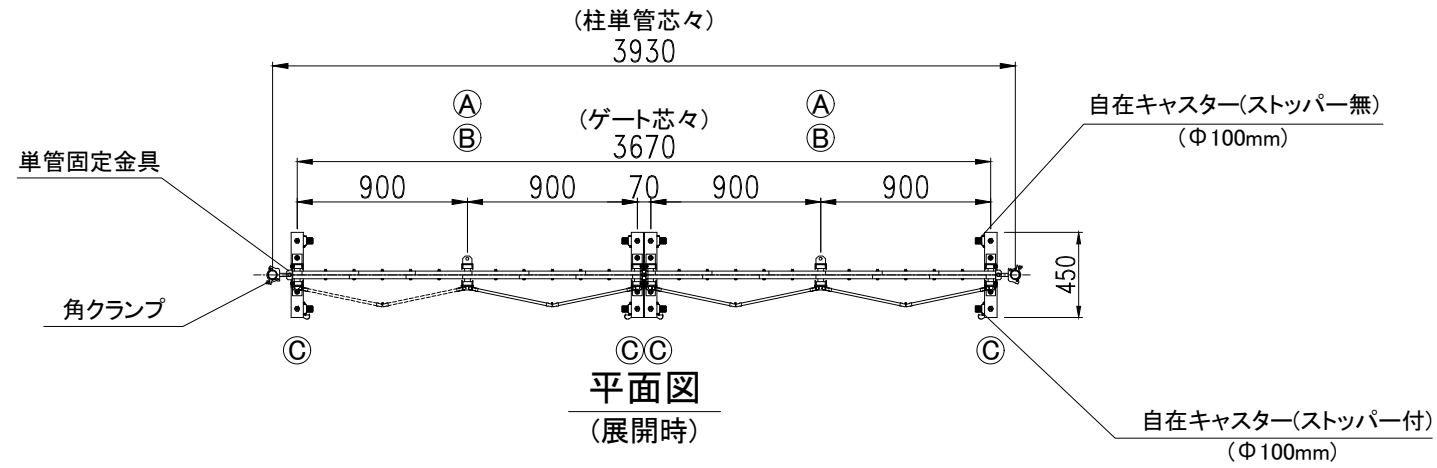 (柱単管芯々)
3930
Ⓐ
Ⓑ
(ゲート芯々)
3670
Ⓐ
Ⓑ
自在キャスター(ストッパー無)
(Φ100mm)
単管固定金具
900
900
70
900
900
450
角クランプ
Ⓒ
ⒸⒸ
Ⓒ
平面図
(展開時)
自在キャスター(ストッパー付)
(Φ100mm)